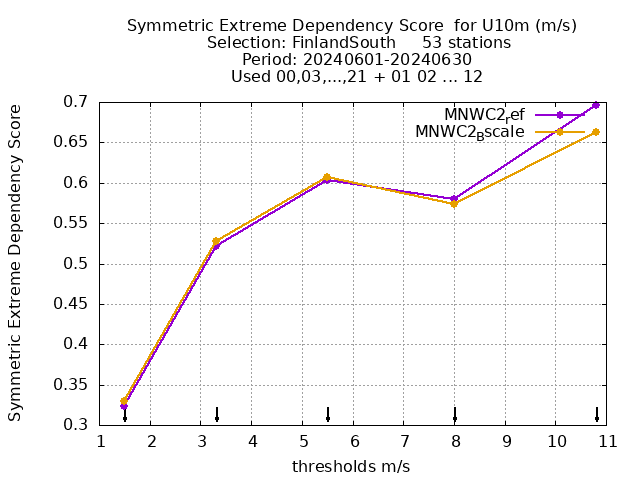 Symmetric Extreme Dependency Score  for U10m (m/s)
Selection: FinlandSouth     53 stations
Period: 20240601-20240630
Used 00,03,...,21 + 01 02 ... 12
Symmetric Extreme Dependency Score
0.7
0.65
0.6
0.55
0.5
0.45
0.4
0.35
0.3
MNWC2ref
MNWC2Bscale
1 2 3 4 5 6 7 8 9 10 11
thresholds m/s